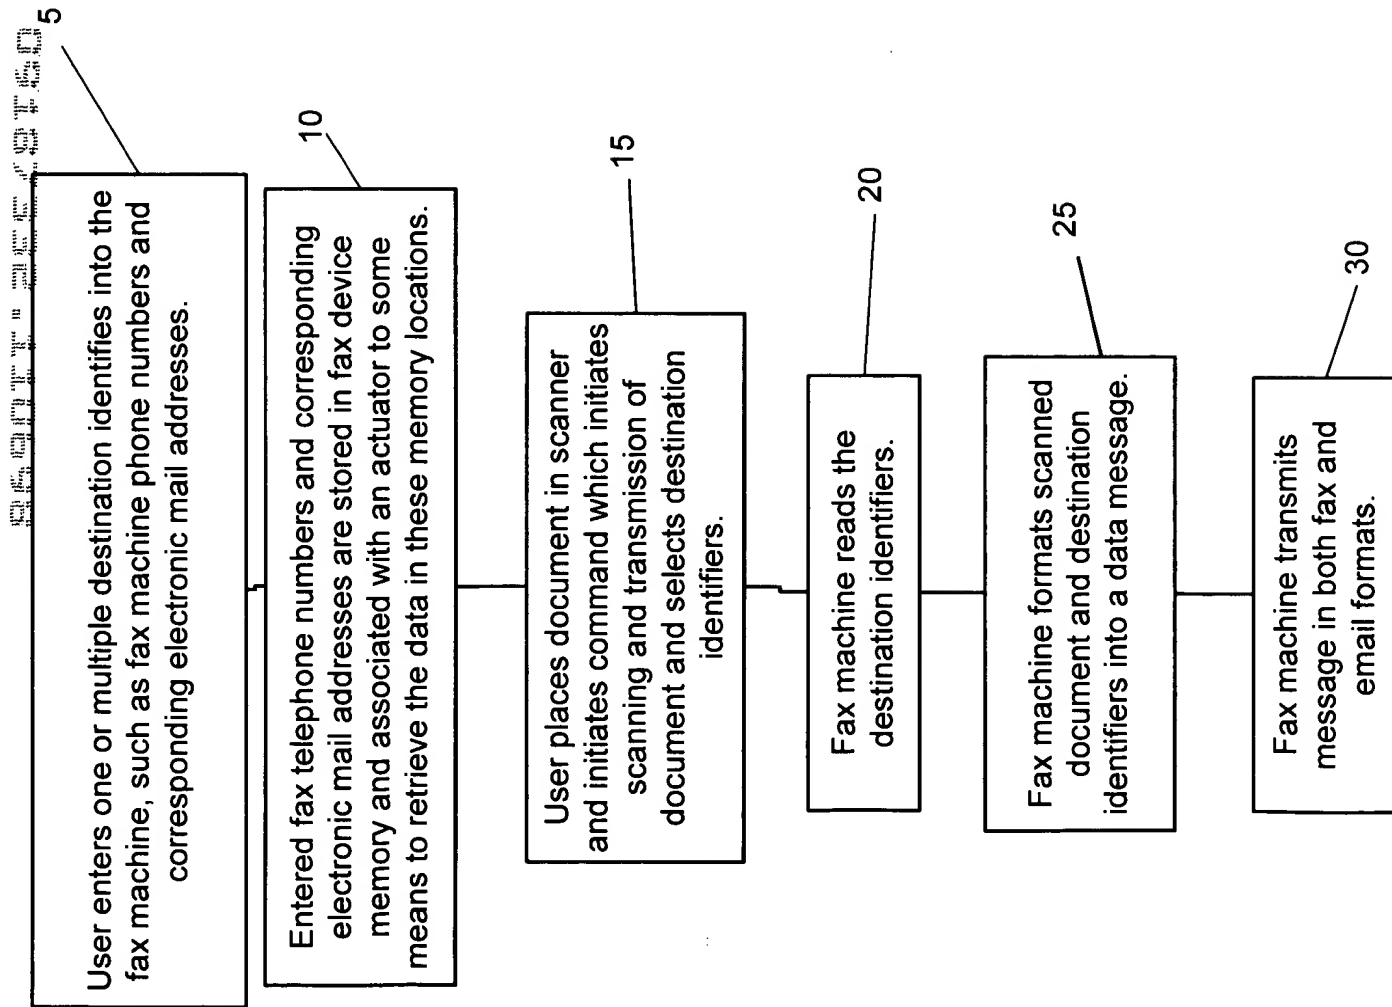 5
User enters one or multiple destination identifies into the
fax machine, such as fax machine phone numbers and
corresponding electronic mail addresses.
10
Entered fax telephone numbers and corresponding
electronic mail addresses are stored in fax device
memory and associated with an actuator to some
means to retrieve the data in these memory locations.
15
User places document in scanner
and initiates command which initiates
scanning and transmission of
document and selects destination
identifiers.
20
Fax machine reads the
destination identifiers.
25
Fax machine formats scanned
document and destination
identifiers into a data message.
30
Fax machine transmits
message in both fax and
email formats.